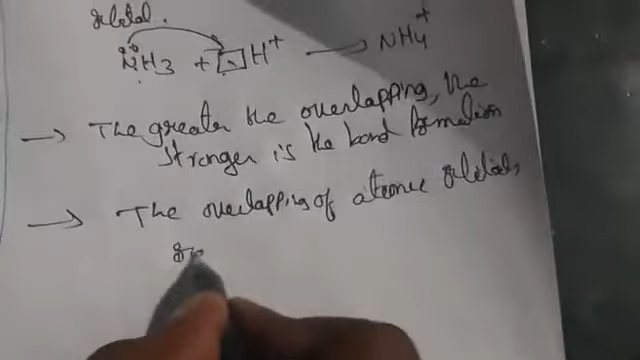 orbital.
NH3 + H+ → NH4+
→ The greater the overlapping, the
stronger is the bond formation
→ The overlapping of atomic orbitals